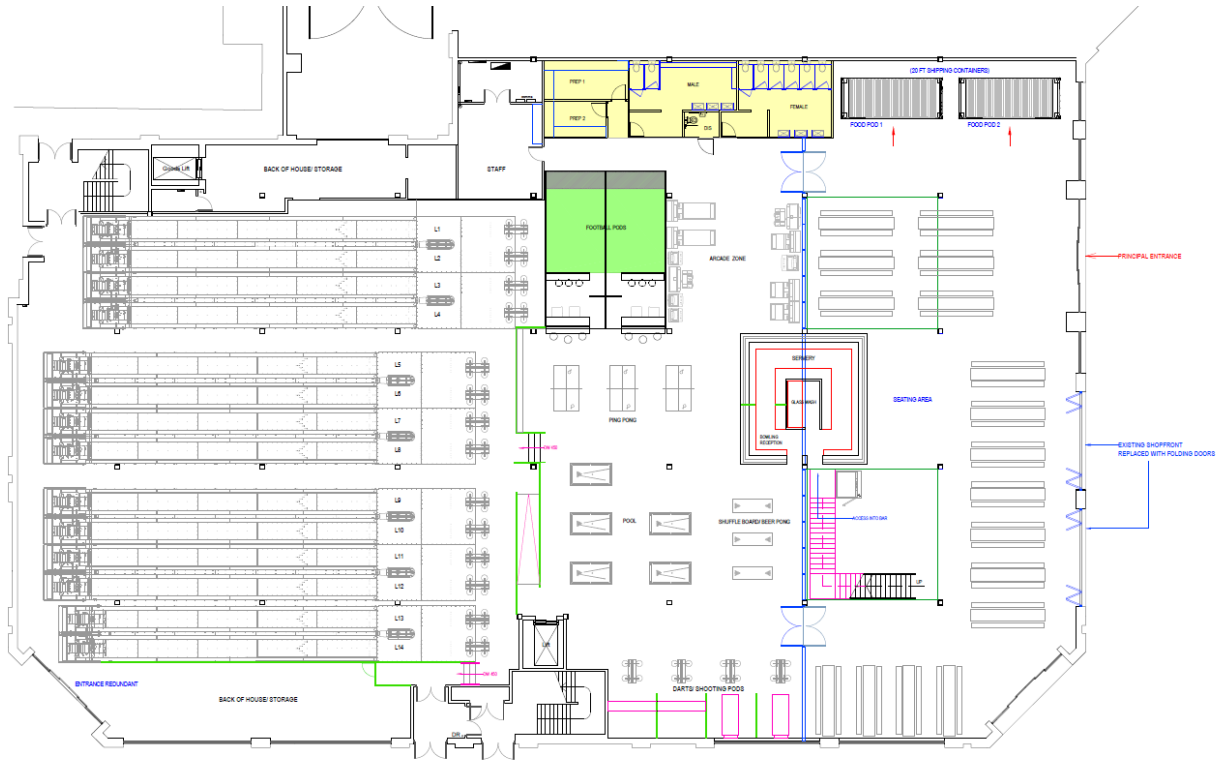 (20 FT SHIPPING CONTAINERS)
PREP 1
MALE
PREP 2
FEMALE
DIS
FOOD POD 1
FOOD POD 2
Goods Lift
BACK OF HOUSE/ STORAGE
STAFF
FOOTBALL PODS
L1
L2
L3
L4
ARCADE ZONE
PRINCIPAL ENTRANCE
SERVERY
L5
L6
L7
L8
GLASS WASH
BOWLING
RECEPTION
SEATING AREA
PING PONG
EXISTING SHOPFRONT
REPLACED WITH FOLDING DOORS
L9
L10
L11
L12
POOL
SHUFFLE BOARD/ BEER PONG
ACCESS INTO BAR
UP
L13
L14
Lift
ENTRANCE REDUNDANT
BACK OF HOUSE/ STORAGE
DARTS/ SHOOTING PODS
DR